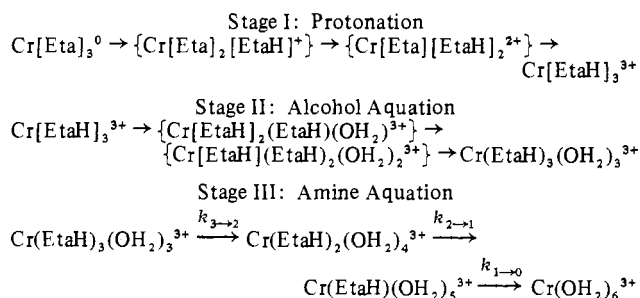 Stage I: Protonation
Cr[Eta]₃⁰ → {Cr[Eta]₂[EtaH]⁺} → {Cr[Eta][EtaH]₂²⁺} →
Cr[EtaH]₃³⁺
Stage II: Alcohol Aquation
Cr[EtaH]₃³⁺ → {Cr[EtaH]₂(EtaH)(OH₂)³⁺} →
{Cr[EtaH](EtaH)₂(OH₂)₂³⁺} → Cr(EtaH)₃(OH₂)₃³⁺
Stage III: Amine Aquation
Cr(EtaH)₃(OH₂)₃³⁺ —k₃→₂→ Cr(EtaH)₂(OH₂)₄³⁺ —k₂→₁→
Cr(EtaH)(OH₂)₅³⁺ —k₁→₀→ Cr(OH₂)₆³⁺